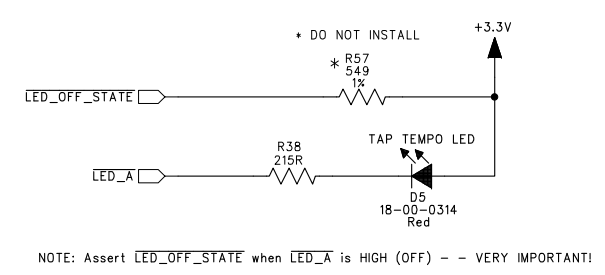 * DO NOT INSTALL
+3.3V
* R57
549
1%
LED_OFF_STATE
TAP TEMPO LED
R38
215R
LED_A
D5
18-00-0314
Red
NOTE: Assert LED_OFF_STATE when LED_A is HIGH (OFF) - - VERY IMPORTANT!